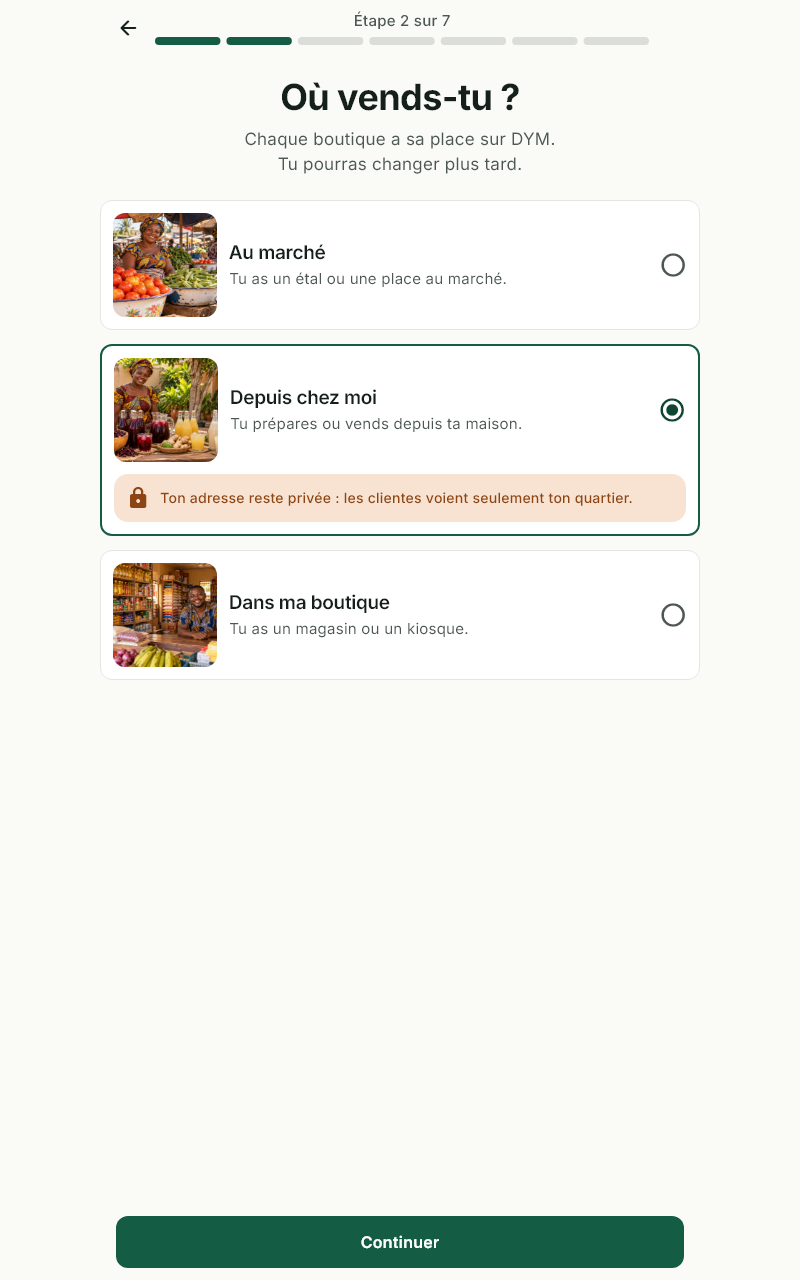 Étape 2 sur 7
Où vends-tu ?
Chaque boutique a sa place sur DYM.
Tu pourras changer plus tard.
Au marché
Tu as un étal ou une place au marché.
Depuis chez moi
Tu prépares ou vends depuis ta maison.
Ton adresse reste privée : les clientes voient seulement ton quartier.
Dans ma boutique
Tu as un magasin ou un kiosque.
Continuer